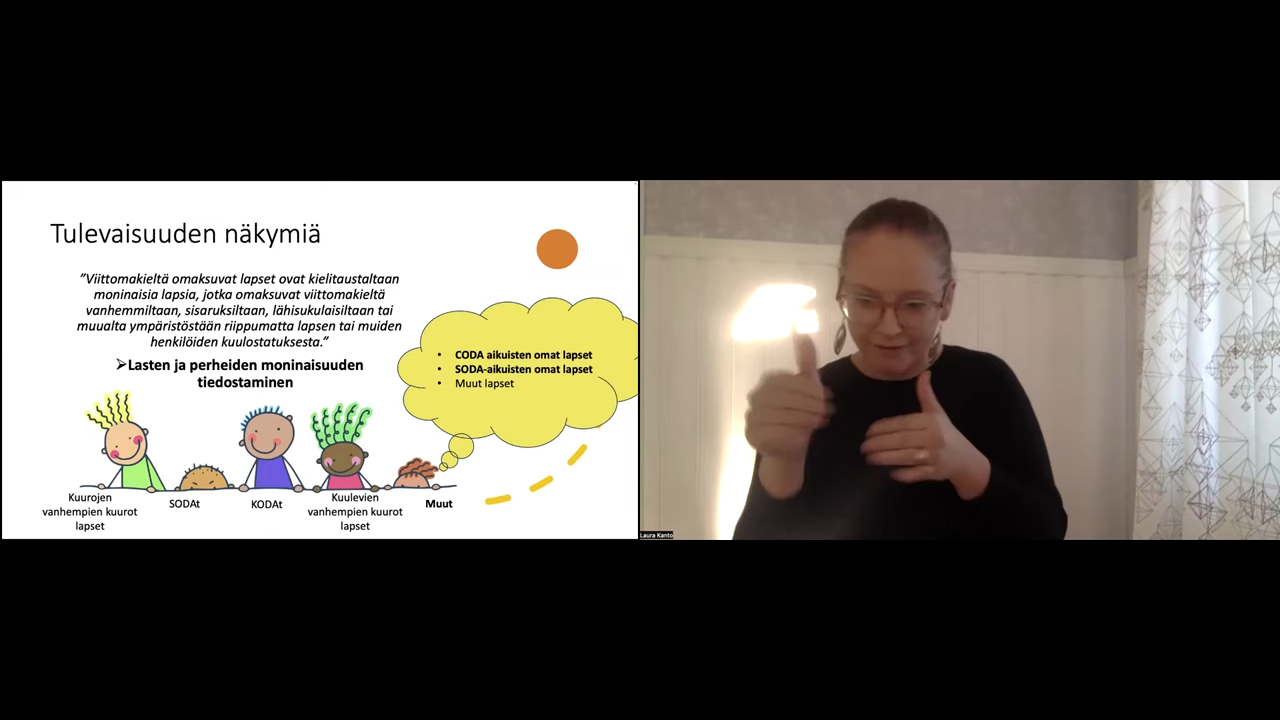 Tulevaisuuden näkymiä
”Viittomakieltä omaksuvat lapset ovat kielitaustaltaan
moninaisia lapsia, jotka omaksuvat viittomakieltä
vanhemmiltaan, sisaruksiltaan, lähisukulaisiltaan tai
muualta ympäristöstään riippumatta lapsen tai muiden
henkilöiden kuulostatuksesta.”
➢Lasten ja perheiden moninaisuuden
tiedostaminen
• CODA aikuisten omat lapset
• SODA-aikuisten omat lapset
• Muut lapset
Kuurojen
vanhempien kuurot
lapset
SODAt
KODAt
Kuulevien
vanhempien kuurot
lapset
Muut
Laura Kanto